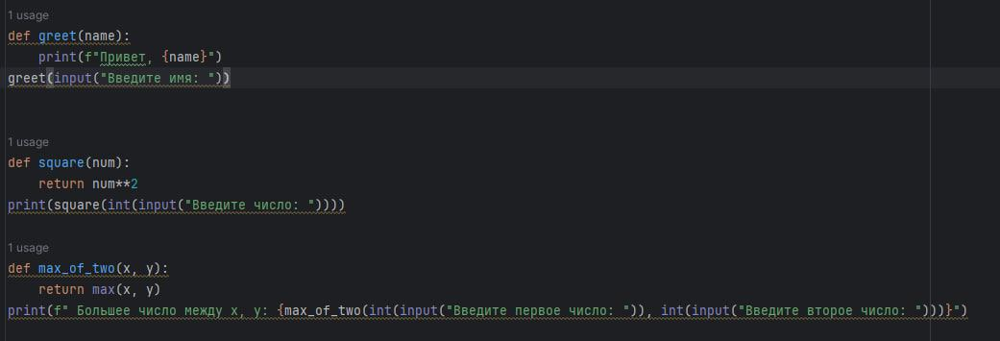 1 usage
def greet(name):
    print(f"Привет, {name}")
greet(input("Введите имя: "))
1 usage
def square(num):
    return num**2
print(square(int(input("Введите число: "))))
1 usage
def max_of_two(x, y):
    return max(x, y)
print(f" Большее число между x, y: {max_of_two(int(input("Введите первое число: ")), int(input("Введите второе число: ")))}")